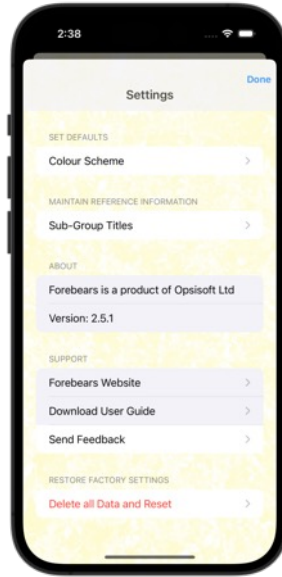 2:38
Done
Settings
SET DEFAULTS
Colour Scheme
MAINTAIN REFERENCE INFORMATION
Sub-Group Titles
ABOUT
Forebears is a product of Opsisoft Ltd
Version: 2.5.1
SUPPORT
Forebears Website
Download User Guide
Send Feedback
RESTORE FACTORY SETTINGS
Delete all Data and Reset